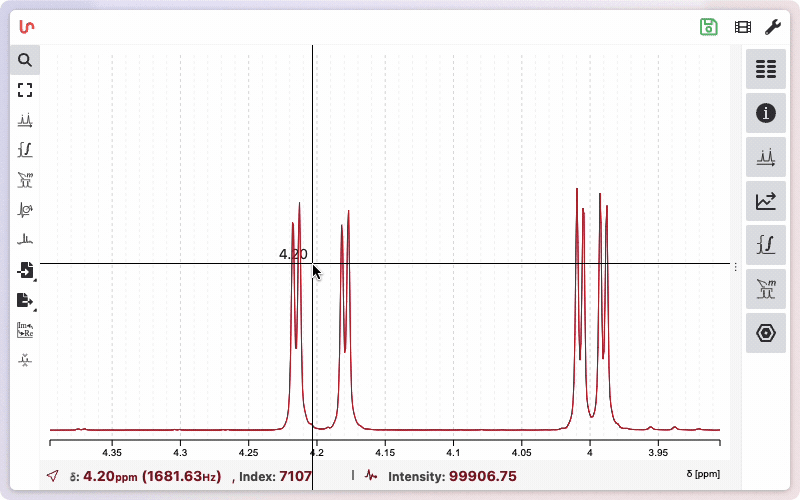 4.20
4.35 4.3 4.25 4.2 4.15 4.1 4.05 4 3.95
δ: 4.20ppm (1681.63Hz) , Index: 7107 | Intensity: 99906.75 δ [ppm]